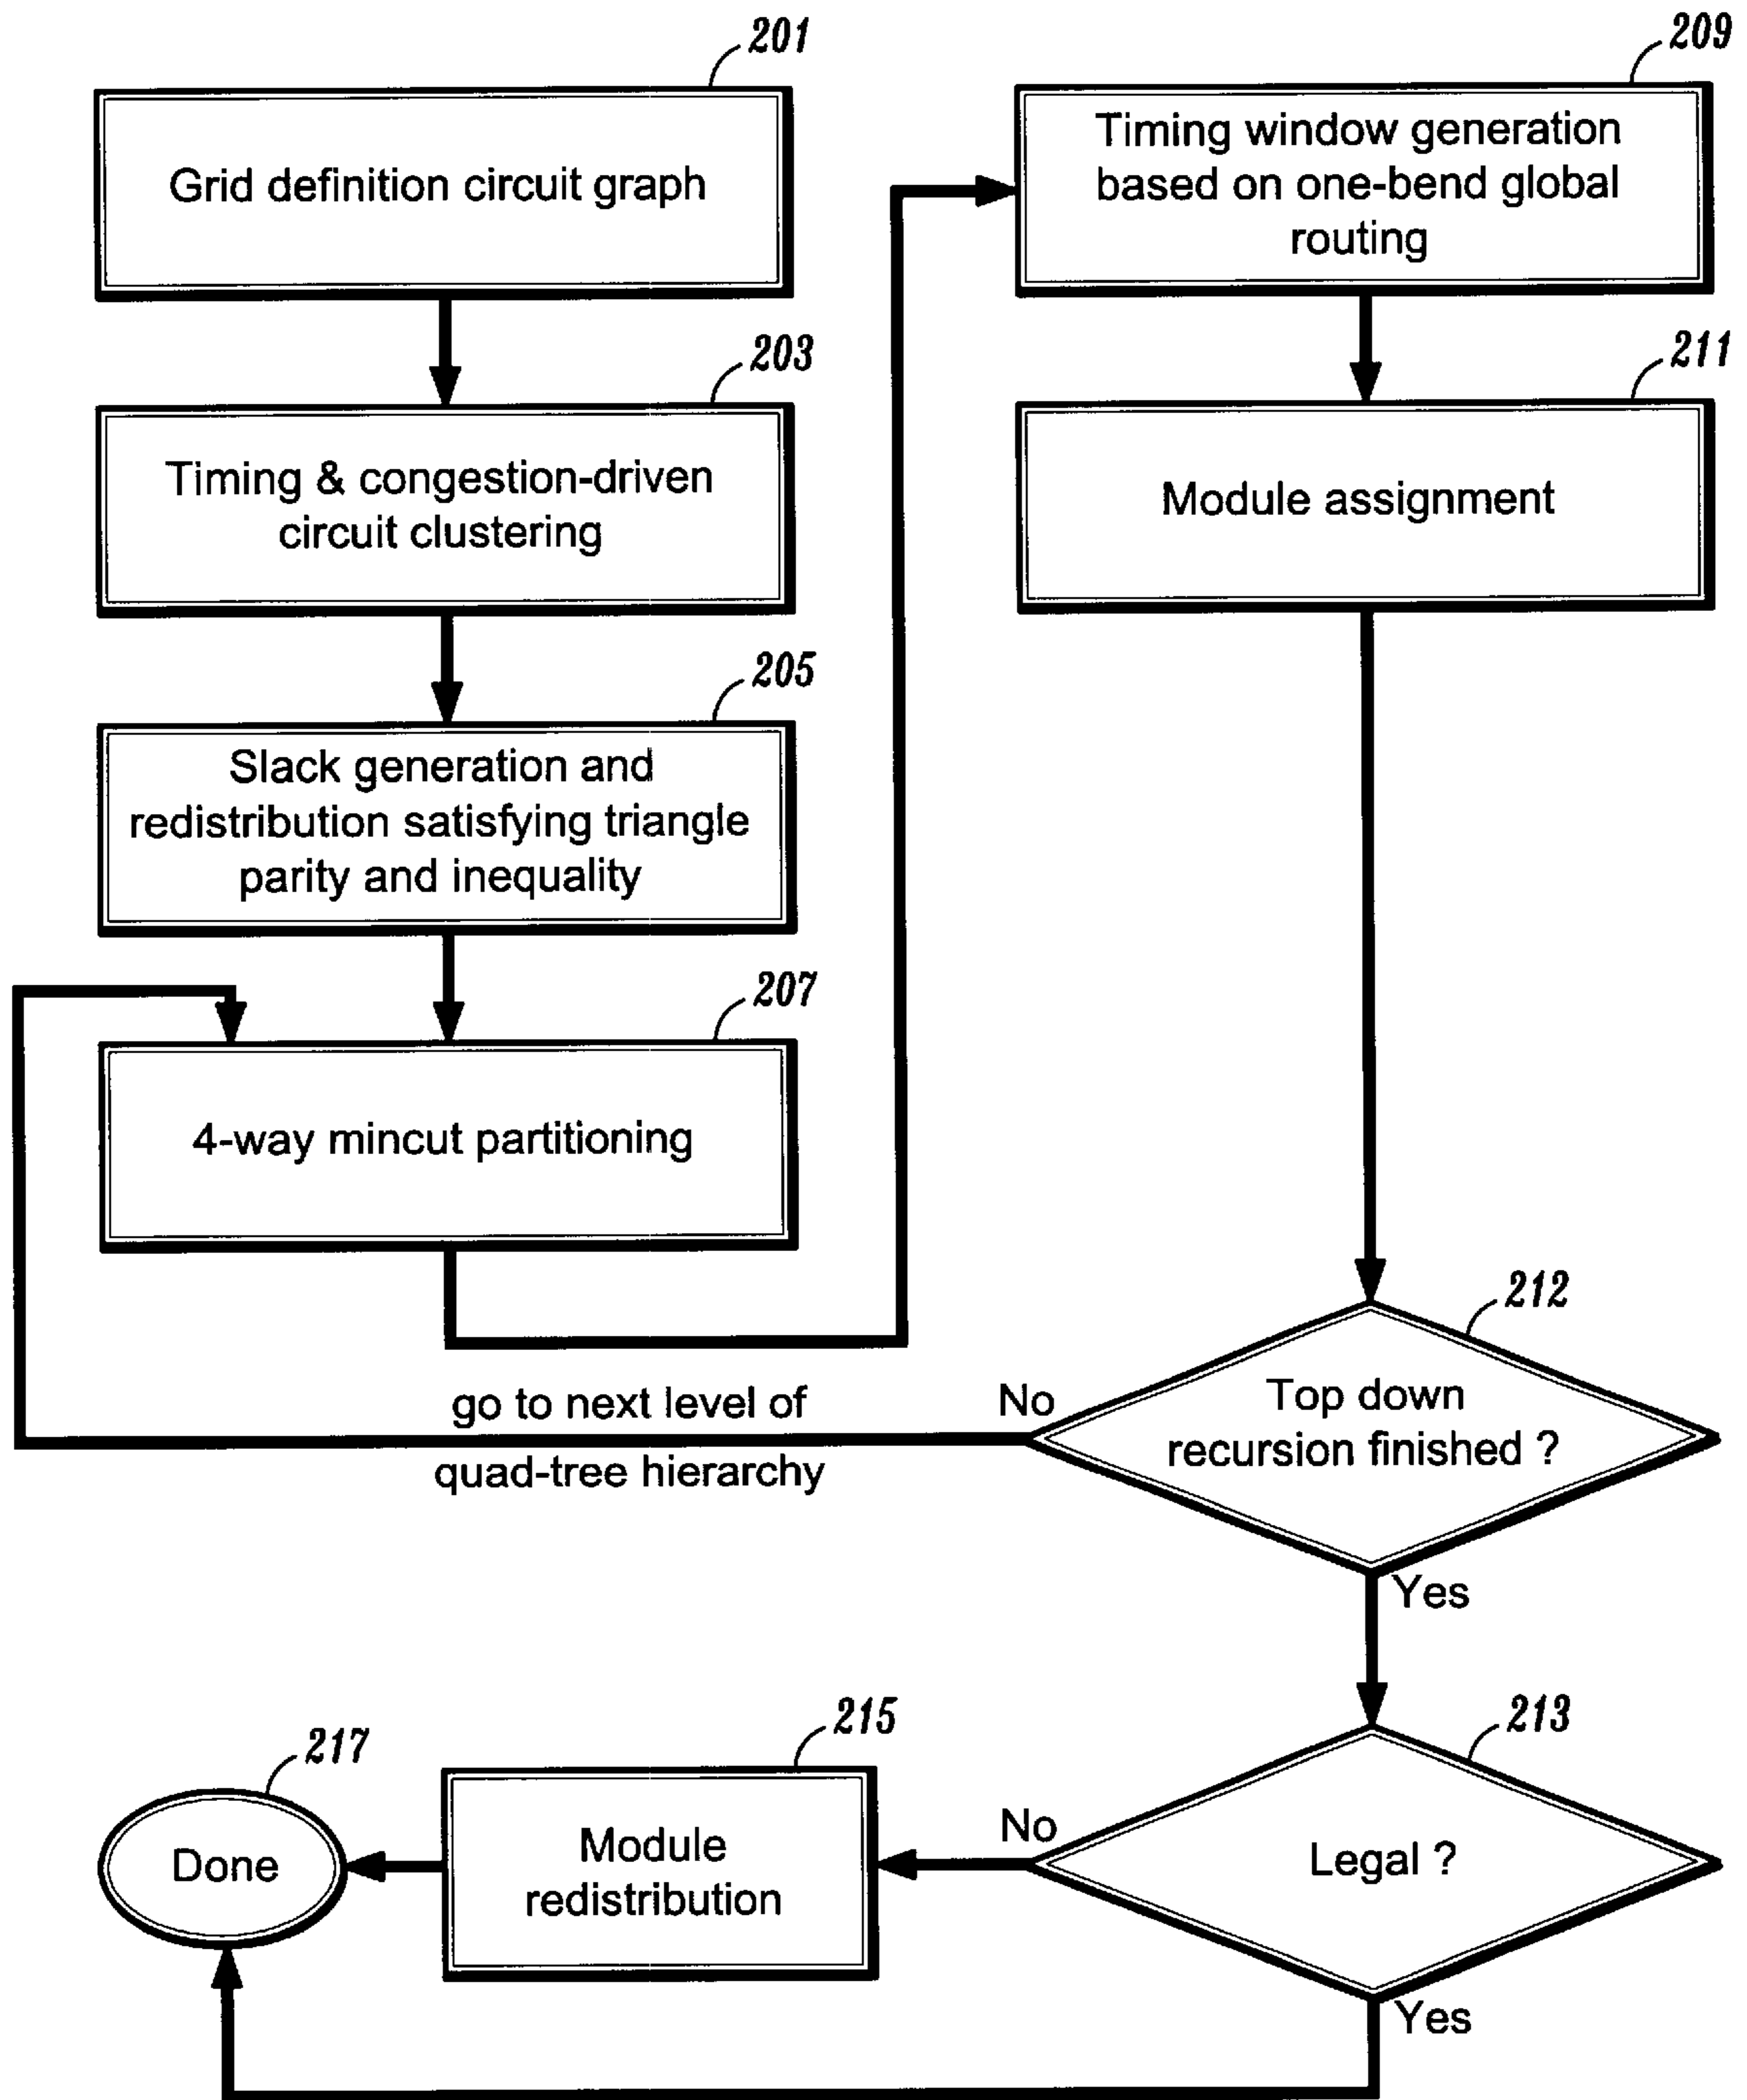 201
Grid definition circuit graph
203
Timing & congestion-driven
circuit clustering
205
Slack generation and
redistribution satisfying triangle
parity and inequality
207
4-way mincut partitioning
209
Timing window generation
based on one-bend global
routing
211
Module assignment
212
Top down
recursion finished ?
No
go to next level of
quad-tree hierarchy
Yes
213
Legal ?
No
215
Module
redistribution
217
Done
Yes